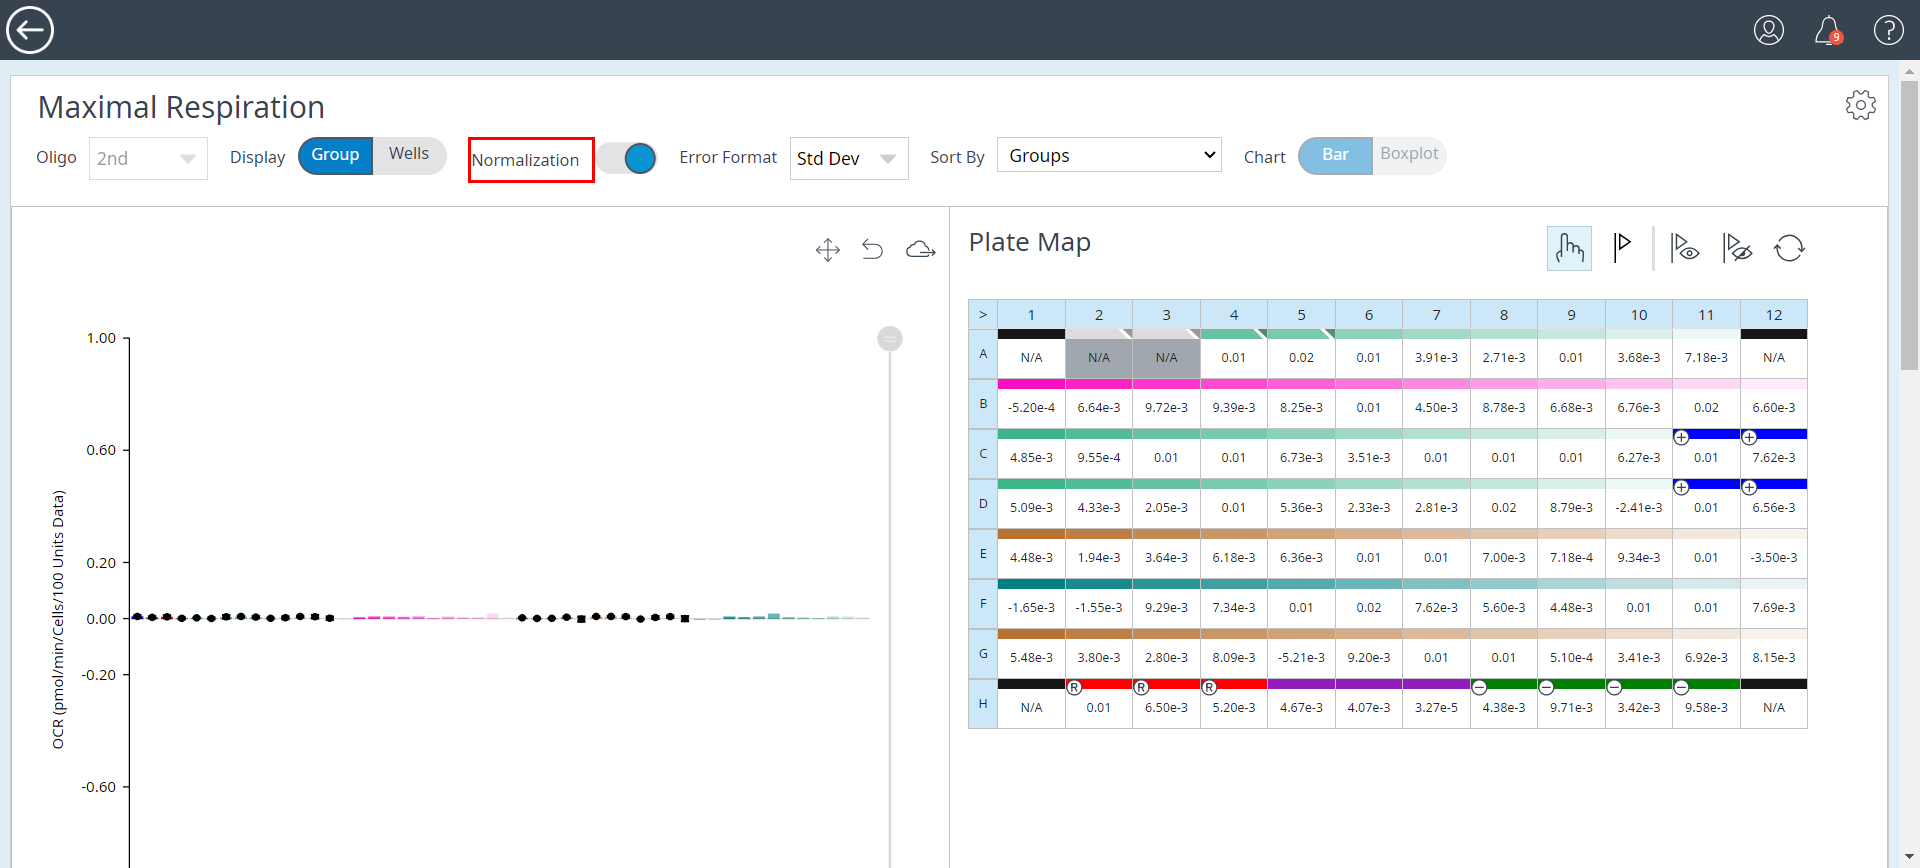 9
?
Maximal Respiration
Oligo 2nd Display Group Wells Normalization Error Format Std Dev Sort By Groups Chart Bar Boxplot
Plate Map
OCR (pmol/min/Cells/100 Units Data)
1.00
0.60
0.20
0.00
-0.20
-0.60
> 1 2 3 4 5 6 7 8 9 10 11 12
A N/A N/A N/A 0.01 0.02 0.01 3.91e-3 2.71e-3 0.01 3.68e-3 7.18e-3 N/A
B -5.20e-4 6.64e-3 9.72e-3 9.39e-3 8.25e-3 0.01 4.50e-3 8.78e-3 6.68e-3 6.76e-3 0.02 6.60e-3
+ +
C 4.85e-3 9.55e-4 0.01 0.01 6.73e-3 3.51e-3 0.01 0.01 0.01 6.27e-3 0.01 7.62e-3
+ +
D 5.09e-3 4.33e-3 2.05e-3 0.01 5.36e-3 2.33e-3 2.81e-3 0.02 8.79e-3 -2.41e-3 0.01 6.56e-3
E 4.48e-3 1.94e-3 3.64e-3 6.18e-3 6.36e-3 0.01 0.01 7.00e-3 7.18e-4 9.34e-3 0.01 -3.50e-3
F -1.65e-3 -1.55e-3 9.29e-3 7.34e-3 0.01 0.02 7.62e-3 5.60e-3 4.48e-3 0.01 0.01 7.69e-3
G 5.48e-3 3.80e-3 2.80e-3 8.09e-3 -5.21e-3 9.20e-3 0.01 0.01 5.10e-4 3.41e-3 6.92e-3 8.15e-3
R R R − − − −
H N/A 0.01 6.50e-3 5.20e-3 4.67e-3 4.07e-3 3.27e-5 4.38e-3 9.71e-3 3.42e-3 9.58e-3 N/A